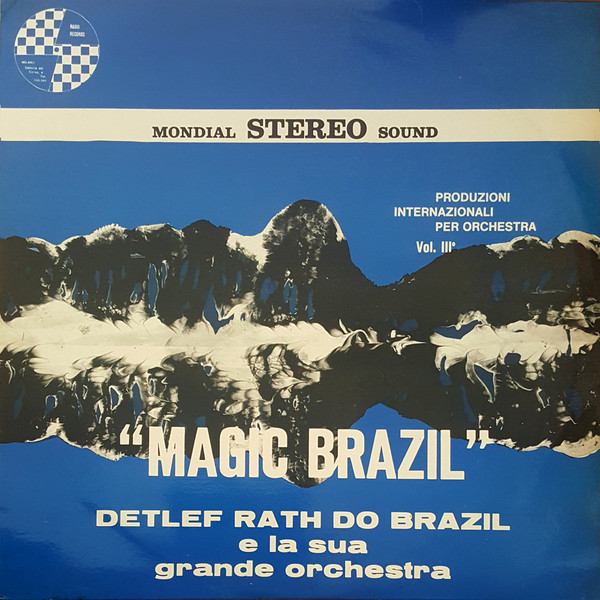 RECORDS
MONDIAL STEREO SOUND
PRODUZIONI
INTERNAZIONALI
PER ORCHESTRA
Vol. III°
"MAGIC BRAZIL"
DETLEF RATH DO BRAZIL
e la sua
grande orchestra